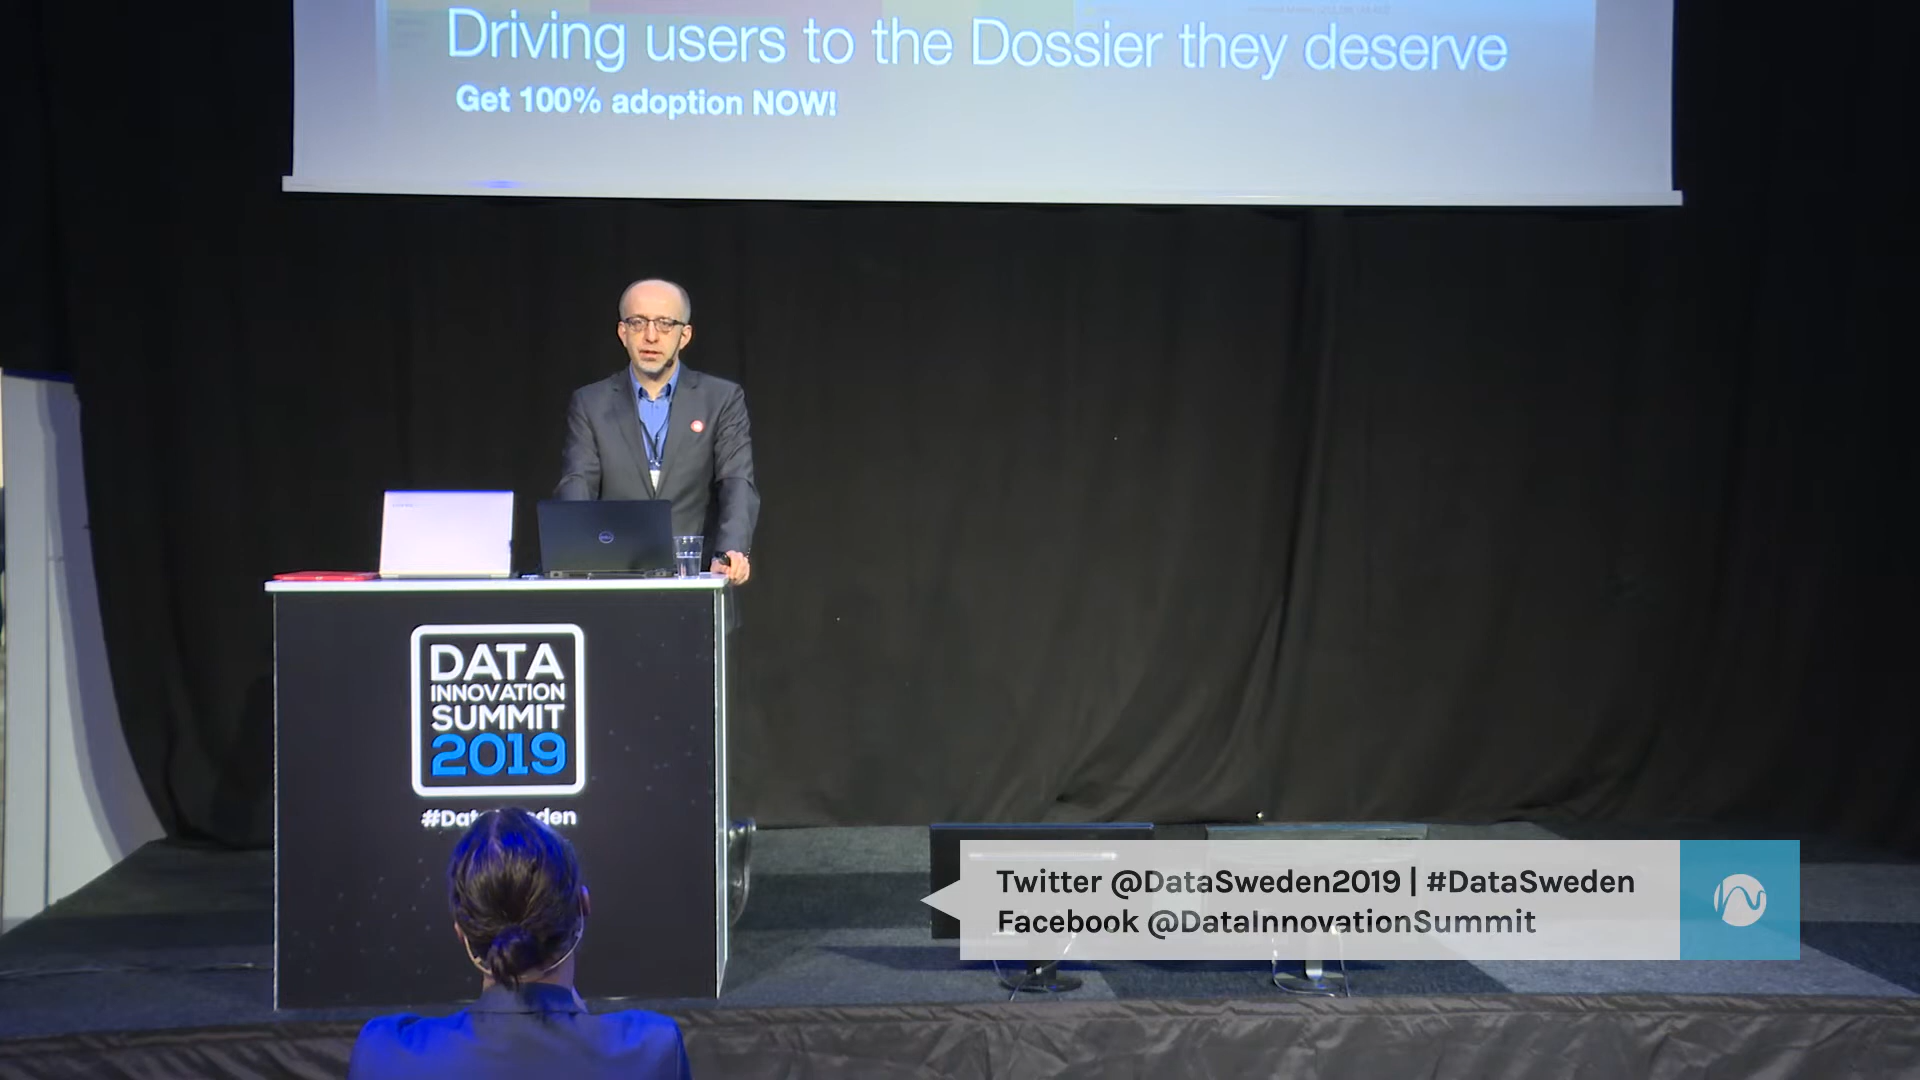 Driving users to the Dossier they deserve
Get 100% adoption NOW!
DELL
DATA
INNOVATION
SUMMIT
2019
Twitter @DataSweden2019 | #DataSweden
Facebook @DataInnovationSummit